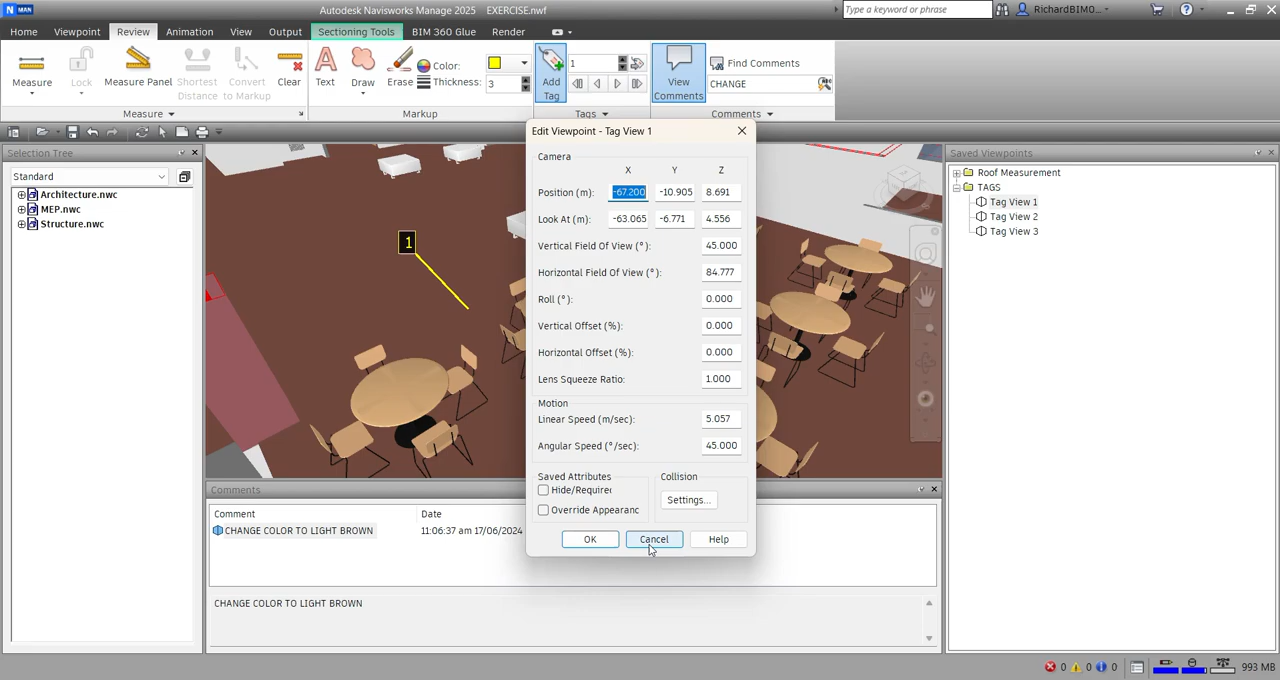 N MAN
Autodesk Navisworks Manage 2025 EXERCISE.nwf
Type a keyword or phrase
RichardBIM0...
Home Viewpoint Review Animation View Output Sectioning Tools BIM 360 Glue Render
Measure
Lock
Measure Panel
Shortest
Distance
Convert
to Markup
Clear
Text
Draw
Erase
Color:
Thickness: 3
Add
Tag
1
View
Comments
Find Comments
CHANGE
Measure
Markup
Tags
Comments
Selection Tree
Standard
Architecture.nwc
MEP.nwc
Structure.nwc
1
Edit Viewpoint - Tag View 1
Camera
X Y Z
Position (m): -67.200 -10.905 8.691
Look At (m): -63.065 -6.771 4.556
Vertical Field Of View (°): 45.000
Horizontal Field Of View (°): 84.777
Roll (°): 0.000
Vertical Offset (%): 0.000
Horizontal Offset (%): 0.000
Lens Squeeze Ratio: 1.000
Motion
Linear Speed (m/sec): 5.057
Angular Speed (°/sec): 45.000
Saved Attributes
Hide/Required
Override Appearanc
Collision
Settings...
OK Cancel Help
Saved Viewpoints
Roof Measurement
TAGS
Tag View 1
Tag View 2
Tag View 3
Comments
Comment Date
CHANGE COLOR TO LIGHT BROWN 11:06:37 am 17/06/2024
CHANGE COLOR TO LIGHT BROWN
0 0 0 993 MB